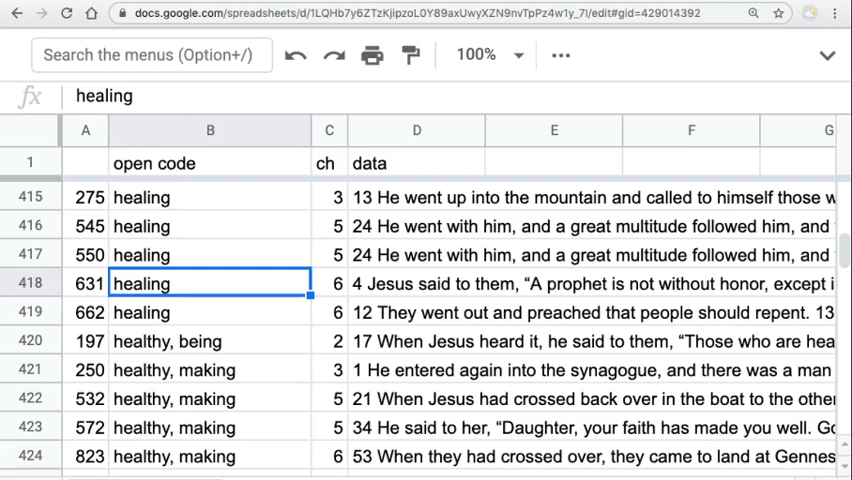 docs.google.com/spreadsheets/d/1LQHb7y6ZTzKjipzoL0Y89axUwyXZN9nvTpPz4w1y_7I/edit#gid=429014392
Search the menus (Option+/) 100%
fx healing
A B C D E F G
1 open code ch data
415 275 healing 3 13 He went up into the mountain and called to himself those w
416 545 healing 5 24 He went with him, and a great multitude followed him, and
417 550 healing 5 24 He went with him, and a great multitude followed him, and
418 631 healing 6 4 Jesus said to them, “A prophet is not without honor, except i
419 662 healing 6 12 They went out and preached that people should repent. 13
420 197 healthy, being 2 17 When Jesus heard it, he said to them, “Those who are hea
421 250 healthy, making 3 1 He entered again into the synagogue, and there was a man
422 532 healthy, making 5 21 When Jesus had crossed back over in the boat to the other
423 572 healthy, making 5 34 He said to her, “Daughter, your faith has made you well. Go
424 823 healthy, making 6 53 When they had crossed over, they came to land at Gennes